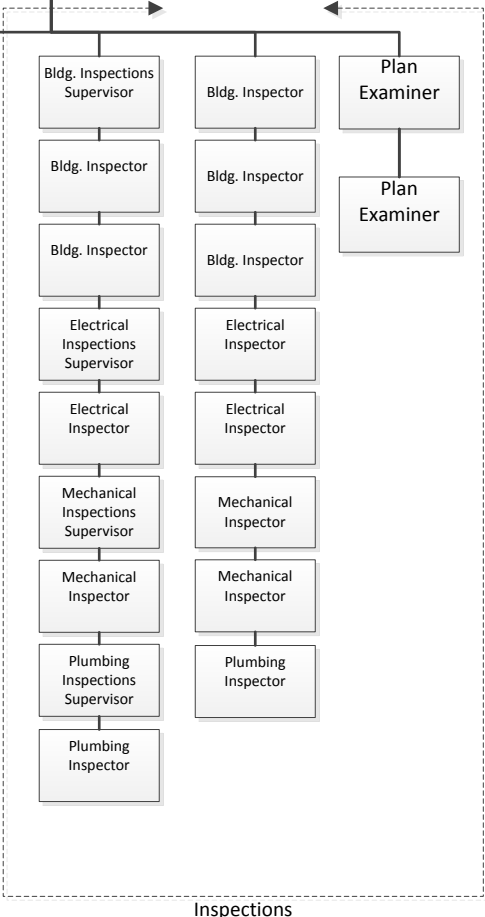 Bldg. Inspections
Supervisor
Bldg. Inspector
Bldg. Inspector
Electrical
Inspections
Supervisor
Electrical
Inspector
Mechanical
Inspections
Supervisor
Mechanical
Inspector
Plumbing
Inspections
Supervisor
Plumbing
Inspector
Bldg. Inspector
Bldg. Inspector
Bldg. Inspector
Electrical
Inspector
Electrical
Inspector
Mechanical
Inspector
Mechanical
Inspector
Plumbing
Inspector
Plan
Examiner
Plan
Examiner
Inspections